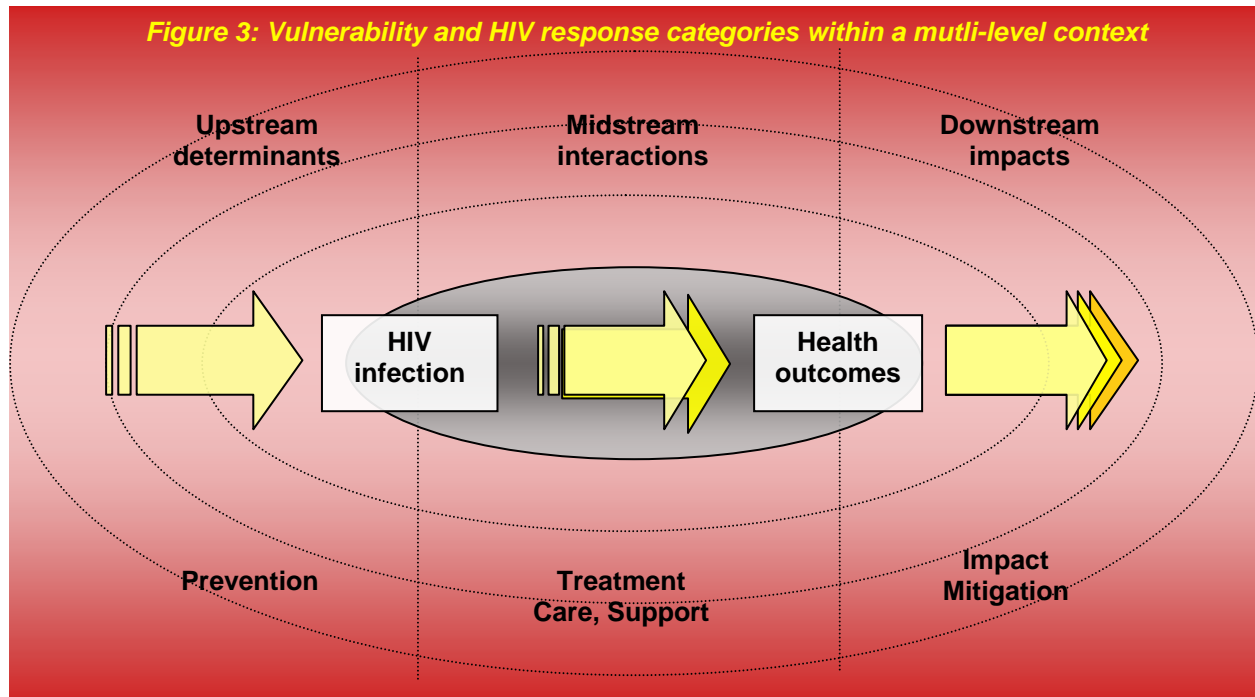 Figure 3: Vulnerability and HIV response categories within a mutli-level context
Upstream
determinants
Midstream
interactions
Downstream
impacts
HIV
infection
Health
outcomes
Prevention
Treatment
Care, Support
Impact
Mitigation